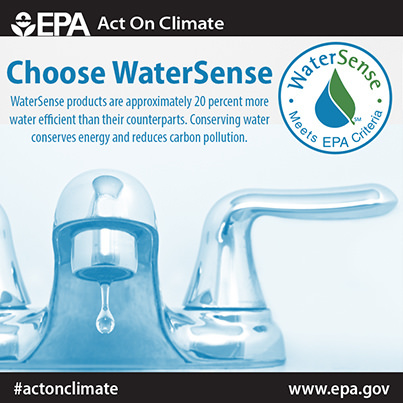 EPA Act On Climate
Choose WaterSense
WaterSense products are approximately 20 percent more
water efficient than their counterparts. Conserving water
conserves energy and reduces carbon pollution.
WaterSense
SM
Meets EPA Criteria
#actonclimate
www.epa.gov